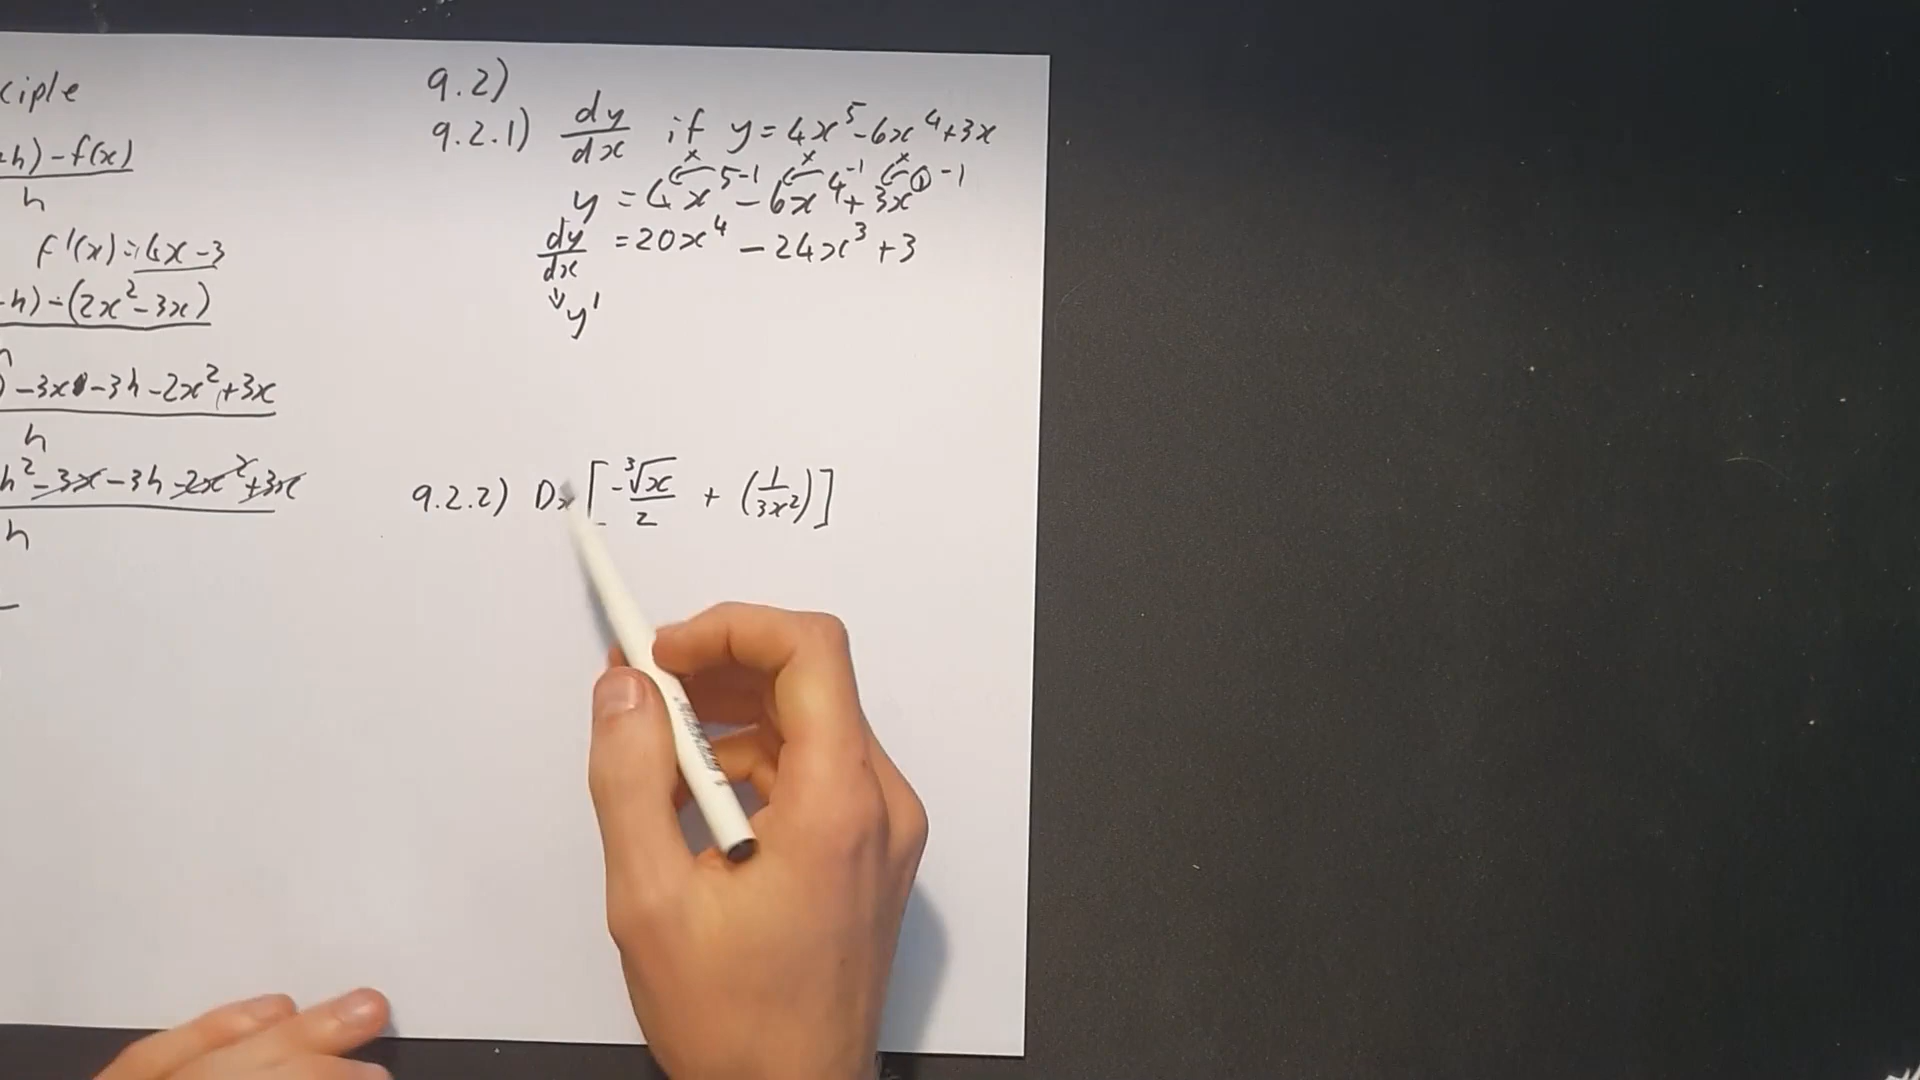 ciple
+h) - f(x)
h
f'(x) = 4x - 3
-h) - (2x² - 3x)
h
- 3x - 3h - 2x² + 3x
h
h² - 3x - 3h - 2x² + 3x
h
9.2)
9.2.1) dy/dx if y = 4x⁵ - 6x⁴ + 3x
y = 4x⁵⁻¹ - 6x⁴⁻¹ + 3x¹⁻¹
dy/dx = 20x⁴ - 24x³ + 3
↓ y'
9.2.2) Dx [ -∛x/2 + (1/3x²) ]